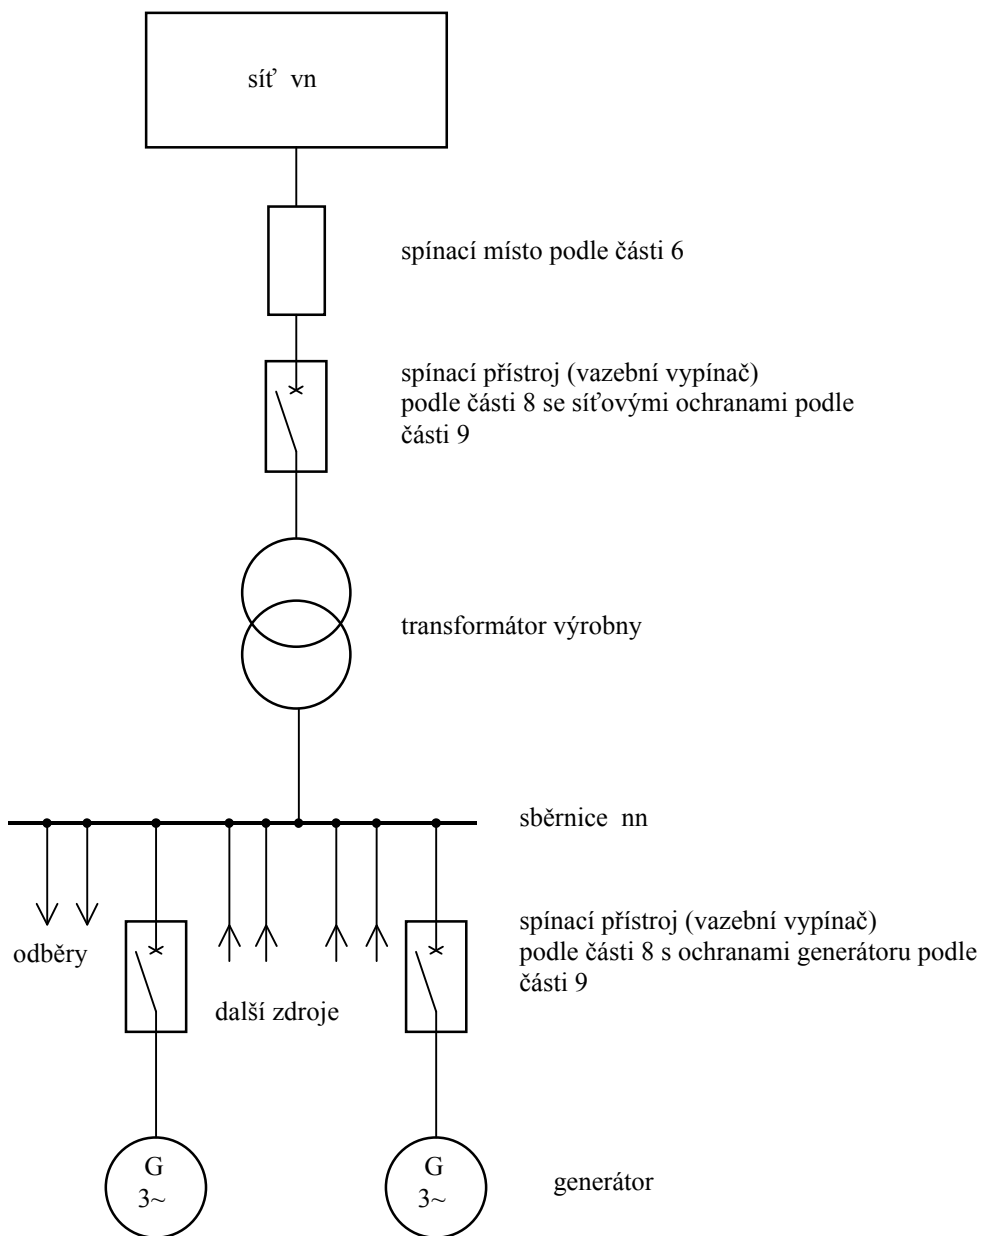 síť vn
spínací místo podle části 6
spínací přístroj (vazební vypínač)
podle části 8 se síťovými ochranami podle
části 9
transformátor výrobny
sběrnice nn
spínací přístroj (vazební vypínač)
podle části 8 s ochranami generátoru podle
části 9
odběry
další zdroje
G
3~
G
3~
generátor